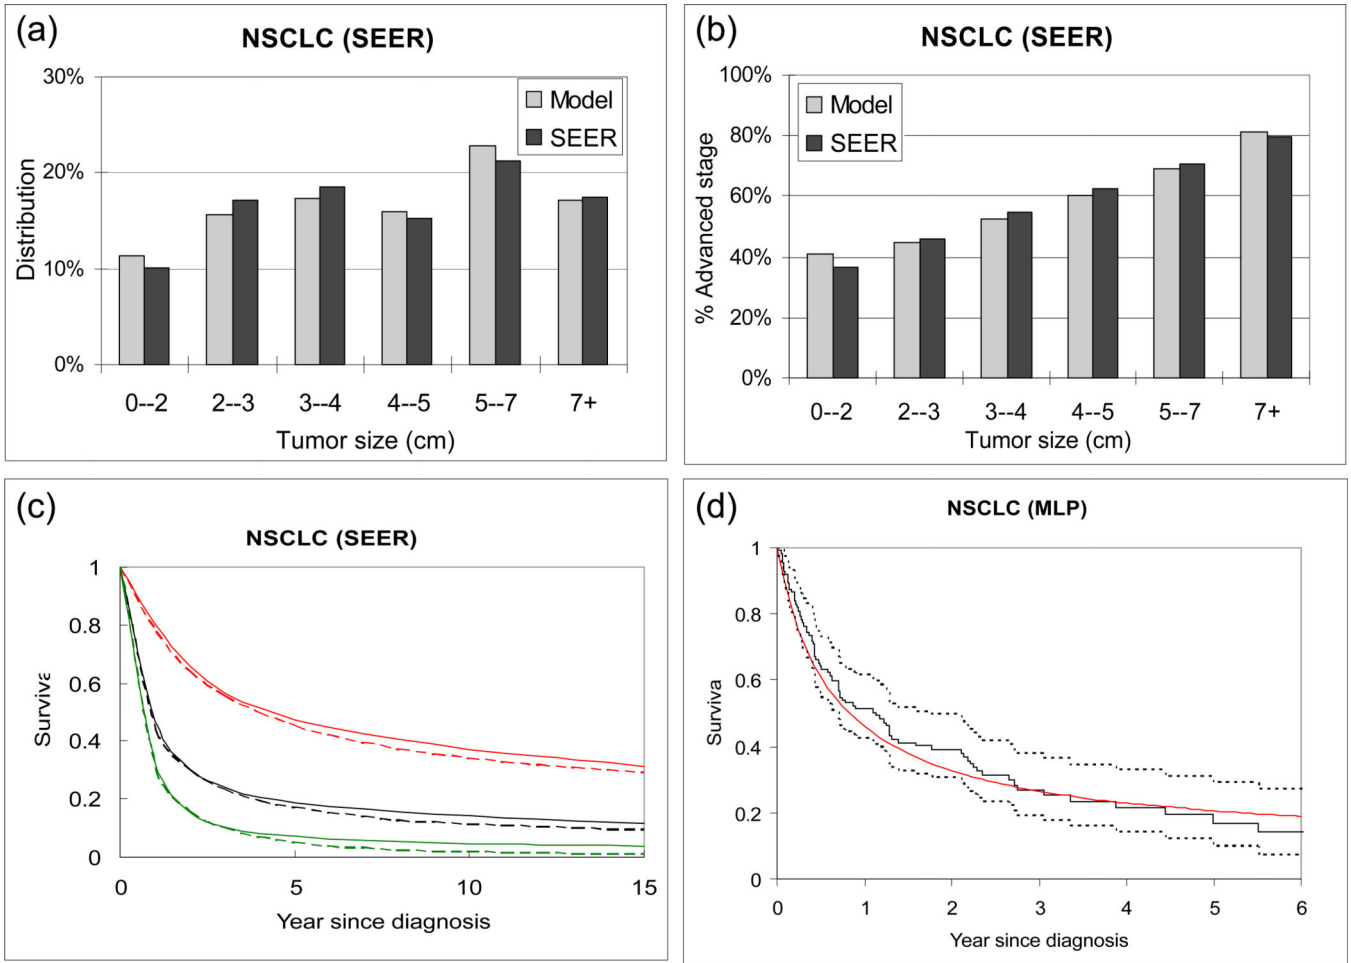 (a)
NSCLC (SEER)
30%
20%
10%
0%
Distribution
Model
SEER
0--2 2--3 3--4 4--5 5--7 7+
Tumor size (cm)
(b)
NSCLC (SEER)
100%
80%
60%
40%
20%
0%
% Advanced stage
Model
SEER
0--2 2--3 3--4 4--5 5--7 7+
Tumor size (cm)
(c)
NSCLC (SEER)
1
0.8
0.6
0.4
0.2
0
Surviva
0 5 10 15
Year since diagnosis
(d)
NSCLC (MLP)
1
0.8
0.6
0.4
0.2
0
Surviva
0 1 2 3 4 5 6
Year since diagnosis